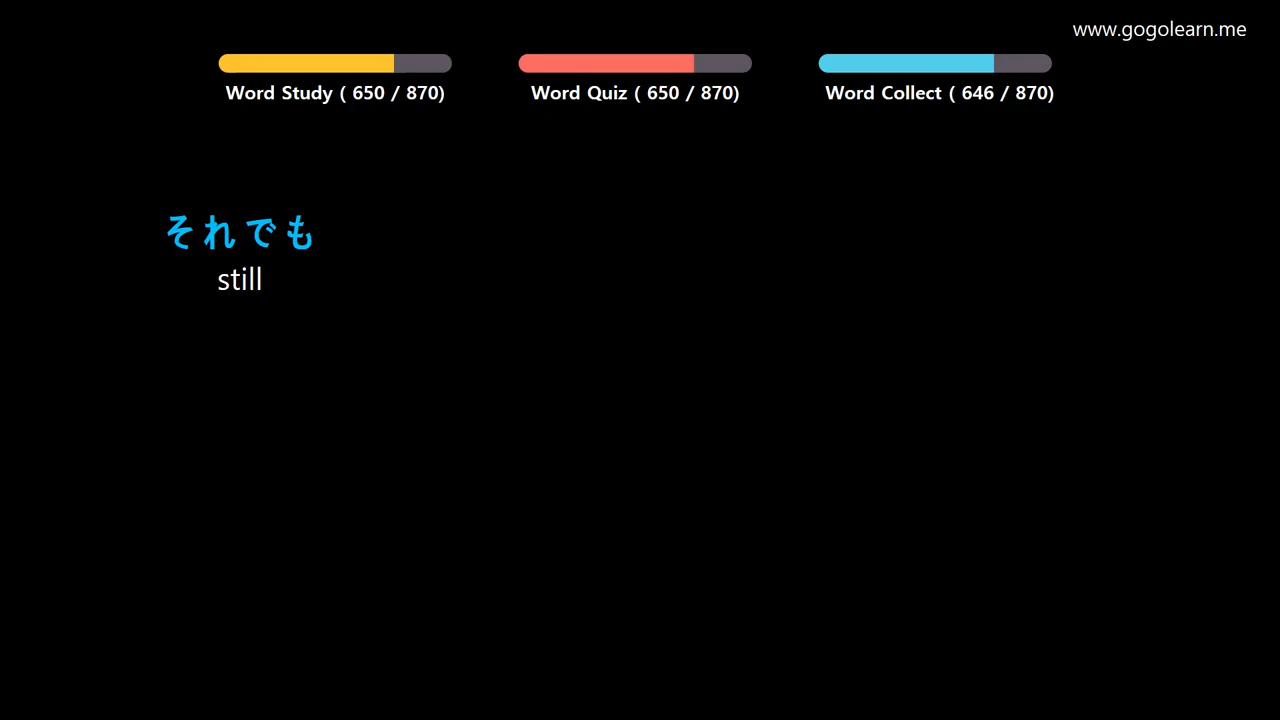 www.gogolearn.me
Word Study ( 650 / 870)
Word Quiz ( 650 / 870)
Word Collect ( 646 / 870)
それでも
still